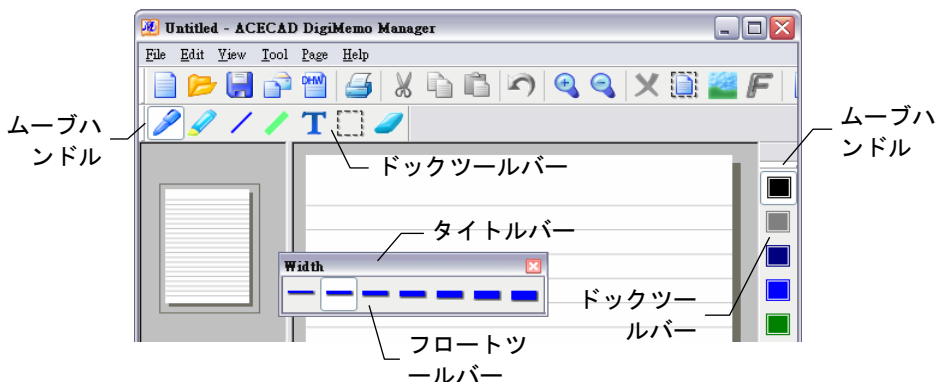 Untitled - ACECAD DigiMemo Manager
File Edit View Tool Page Help
DHW
T
F
ムーブハ
ンドル
ムーブハ
ンドル
ドックツールバー
タイトルバー
Width
ドックツー
ルバー
フロートツ
ールバー